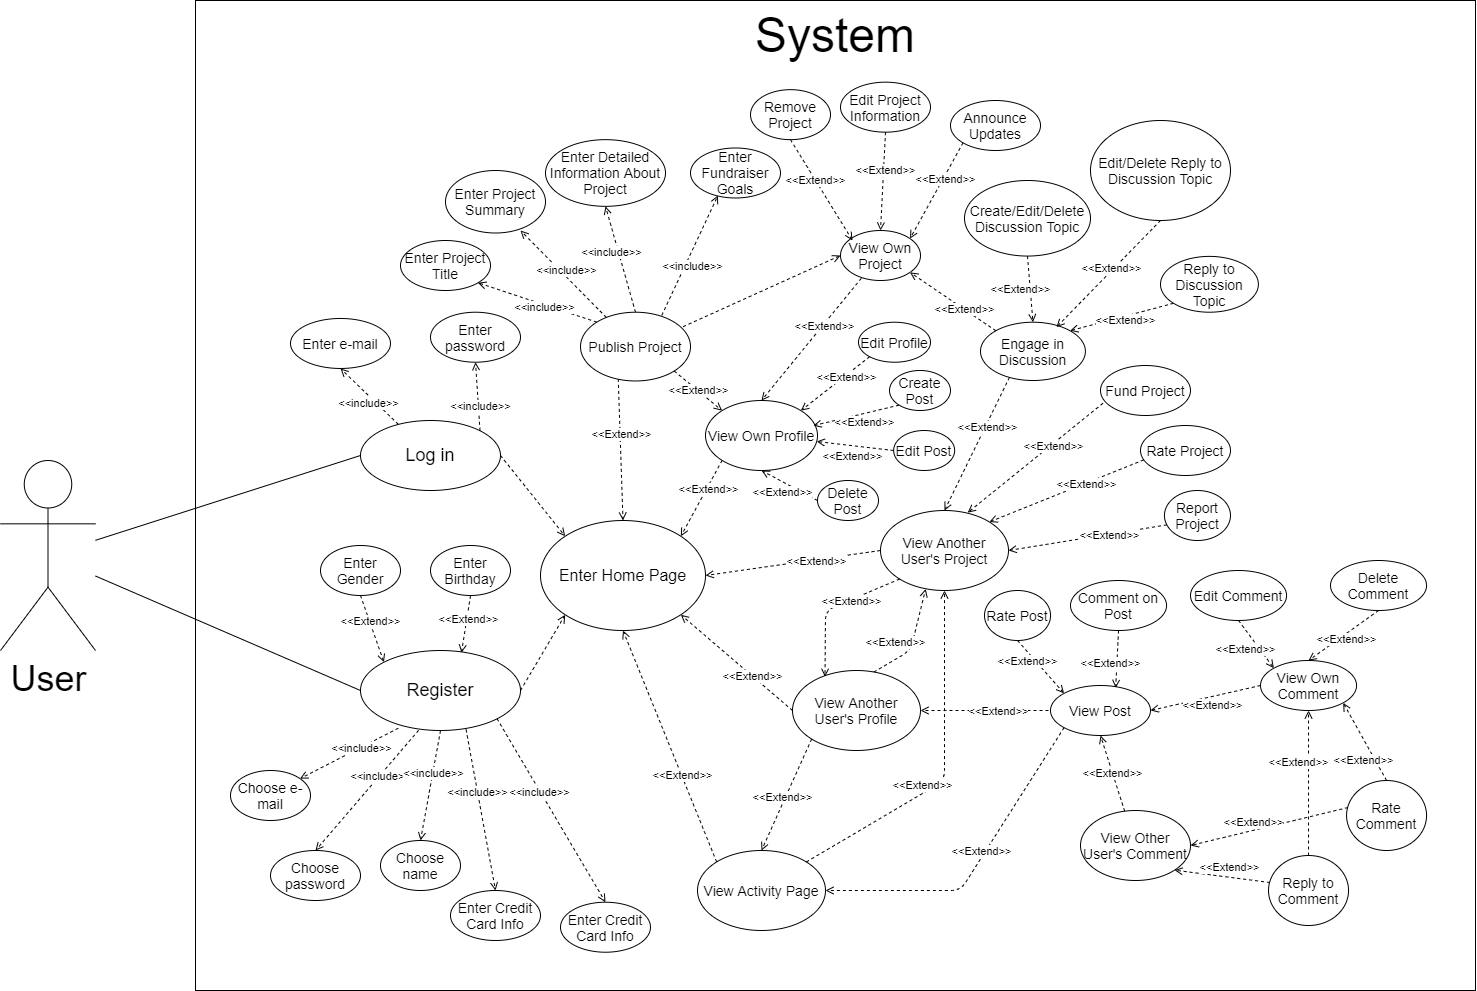 System
Remove
Project
Edit Project
Information
Announce
Updates
Enter Detailed
Information About
Project
Enter
Fundraiser
Goals
Edit/Delete Reply to
Discussion Topic
<<Extend>>
<<Extend>>
<<Extend>>
Enter Project
Summary
Create/Edit/Delete
Discussion Topic
View Own
Project
<<include>>
<<include>>
<<include>>
<<include>>
Enter Project
Title
<<Extend>>
Reply to
Discussion
Topic
<<Extend>>
<<Extend>>
<<Extend>>
<<Extend>>
Enter e-mail
Enter
password
Publish Project
Edit Profile
Engage in
Discussion
<<Extend>>
<<Extend>>
<<Extend>>
Create
Post
Fund Project
<<include>>
<<include>>
<<Extend>>
<<Extend>>
View Own Profile
<<Extend>>
Edit Post
<<Extend>>
<<Extend>>
Rate Project
Log in
<<Extend>>
<<Extend>>
<<Extend>>
Delete
Post
Report
Project
<<Extend>>
View Another
User's Project
<<Extend>>
Enter
Gender
Enter
Birthday
Enter Home Page
Delete
Comment
Edit Comment
Comment on
Post
Rate Post
<<Extend>>
<<Extend>>
<<Extend>>
<<Extend>>
<<Extend>>
<<Extend>>
<<Extend>>
<<Extend>>
User
Register
View Own
Comment
<<Extend>>
View Another
User's Profile
<<Extend>>
View Post
<<Extend>>
<<include>>
<<include>
<<include>>
<<include>>
<<include>>
<<Extend>>
<<Extend>>
<<Extend>>
<<Extend>>
<<Extend>>
<<Extend>>
Choose e-
mail
<<Extend>>
Rate
Comment
<<Extend>>
View Other
User's Comment
<<Extend>>
<<Extend>>
Choose
password
Choose
name
View Activity Page
Reply to
Comment
Enter Credit
Card Info
Enter Credit
Card Info